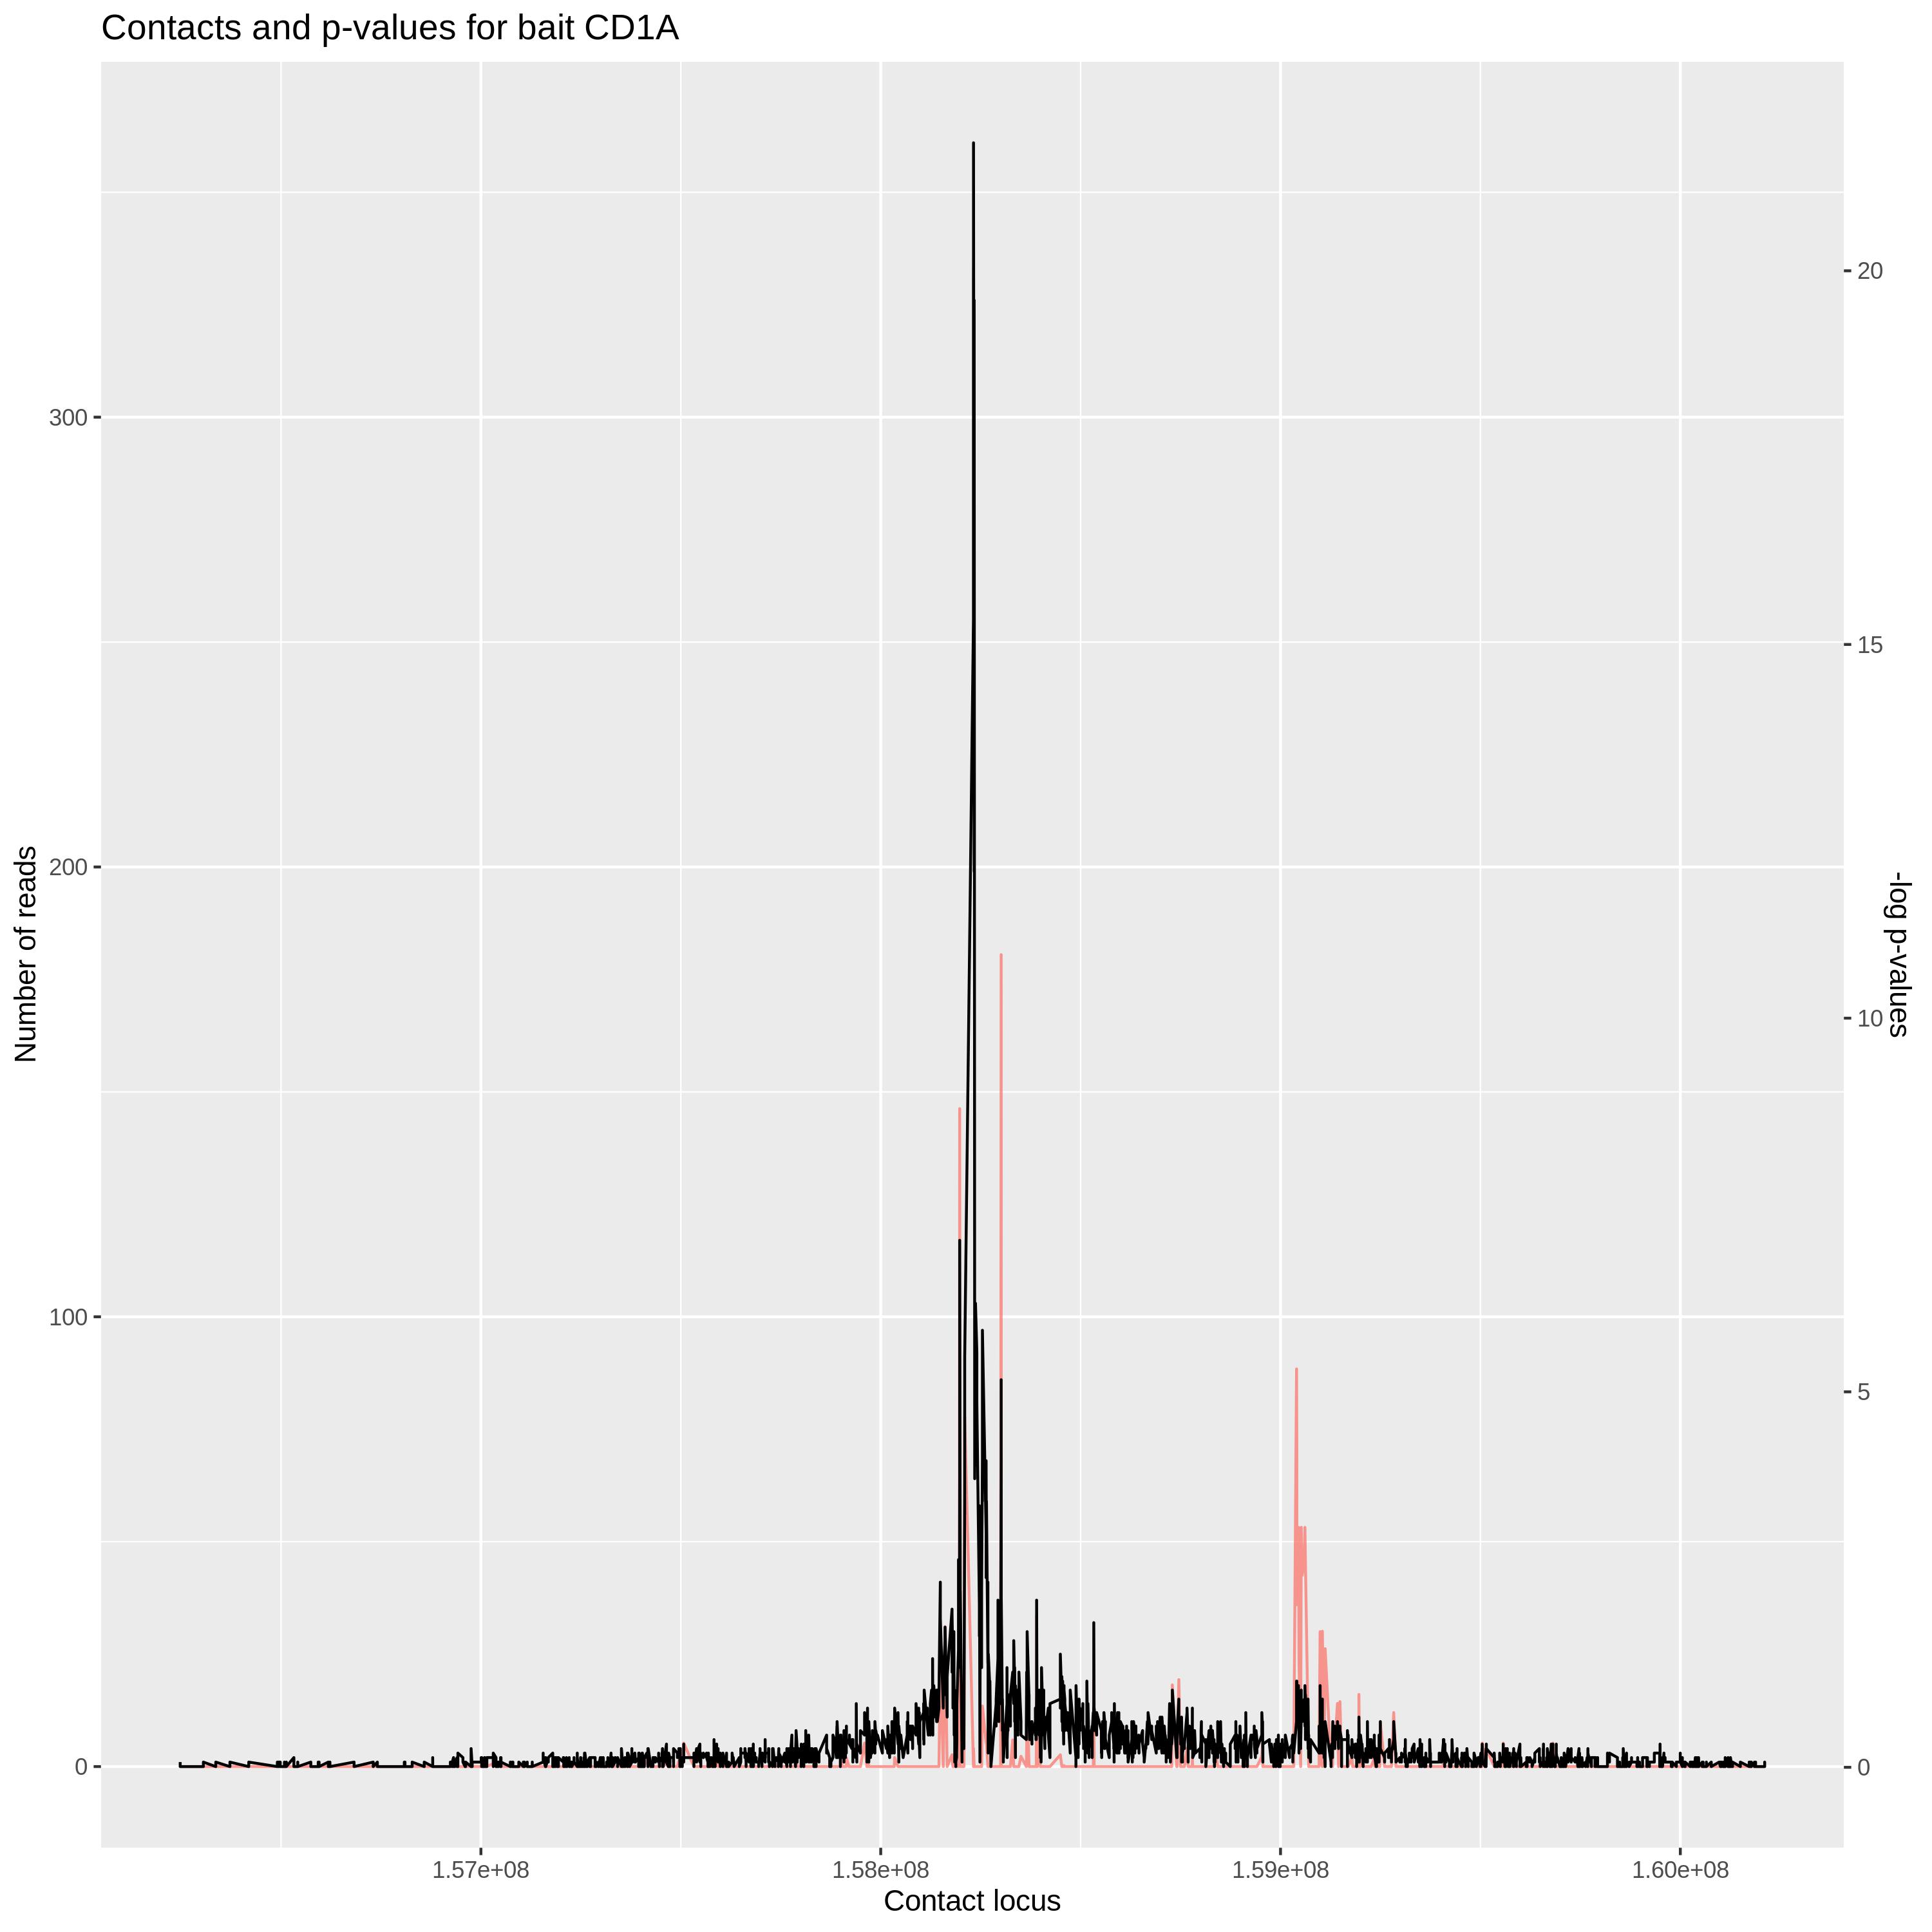 Contacts and p-values for bait CD1A
300
200
100
0
Number of reads
20
15
10
5
0
-log p-values
1.57e+08
1.58e+08
1.59e+08
1.60e+08
Contact locus